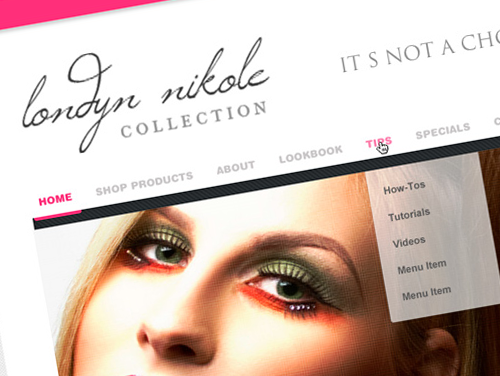 londyn nikole
COLLECTION
IT S NOT A
HOME
SHOP PRODUCTS
ABOUT
LOOKBOOK
TIPS
SPECIALS
How-Tos
Tutorials
Videos
Menu Item
Menu Item